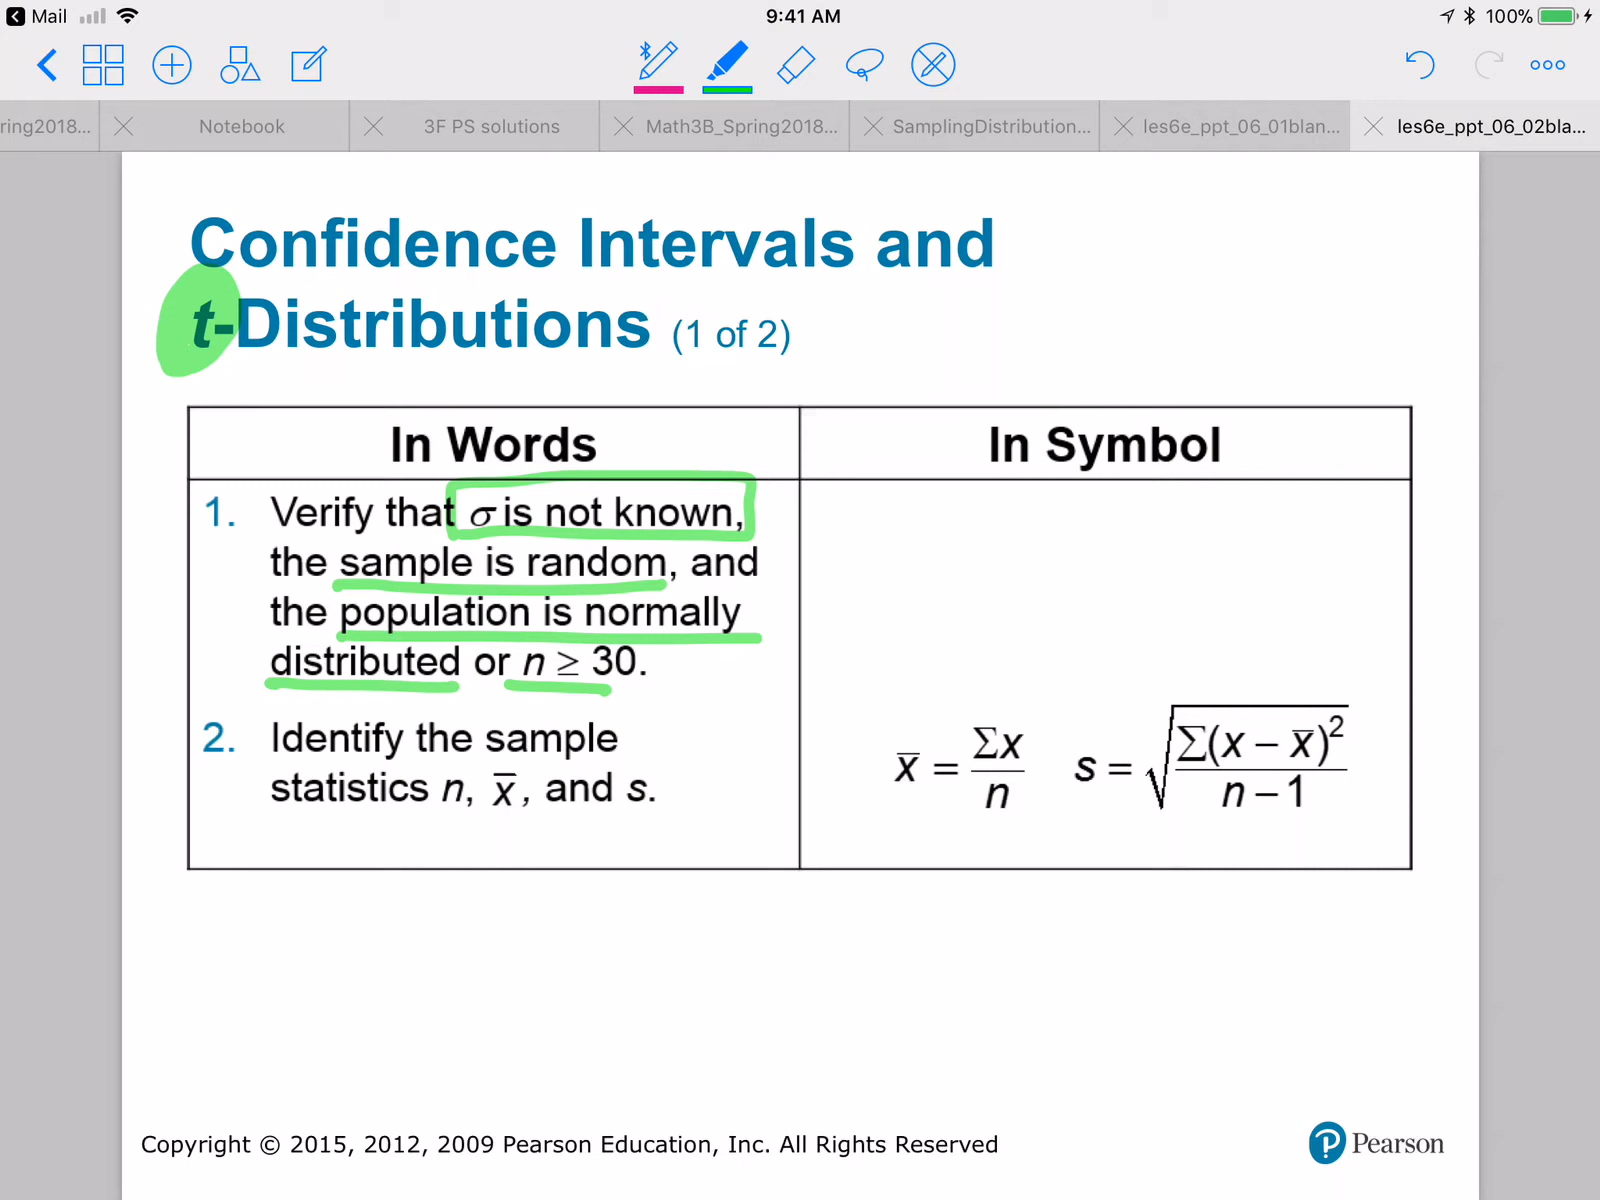 Mail
9:41 AM
100%
ring2018...
Notebook
3F PS solutions
Math3B_Spring2018...
SamplingDistribution...
les6e_ppt_06_01blan...
les6e_ppt_06_02bla...
Confidence Intervals and
t-Distributions (1 of 2)
In Words
In Symbol
1. Verify that σ is not known,
the sample is random, and
the population is normally
distributed or n ≥ 30.
2. Identify the sample
statistics n, x̅, and s.
x̅ = Σx/n   s = √(Σ(x – x̅)²/(n – 1))
Copyright © 2015, 2012, 2009 Pearson Education, Inc. All Rights Reserved
P Pearson